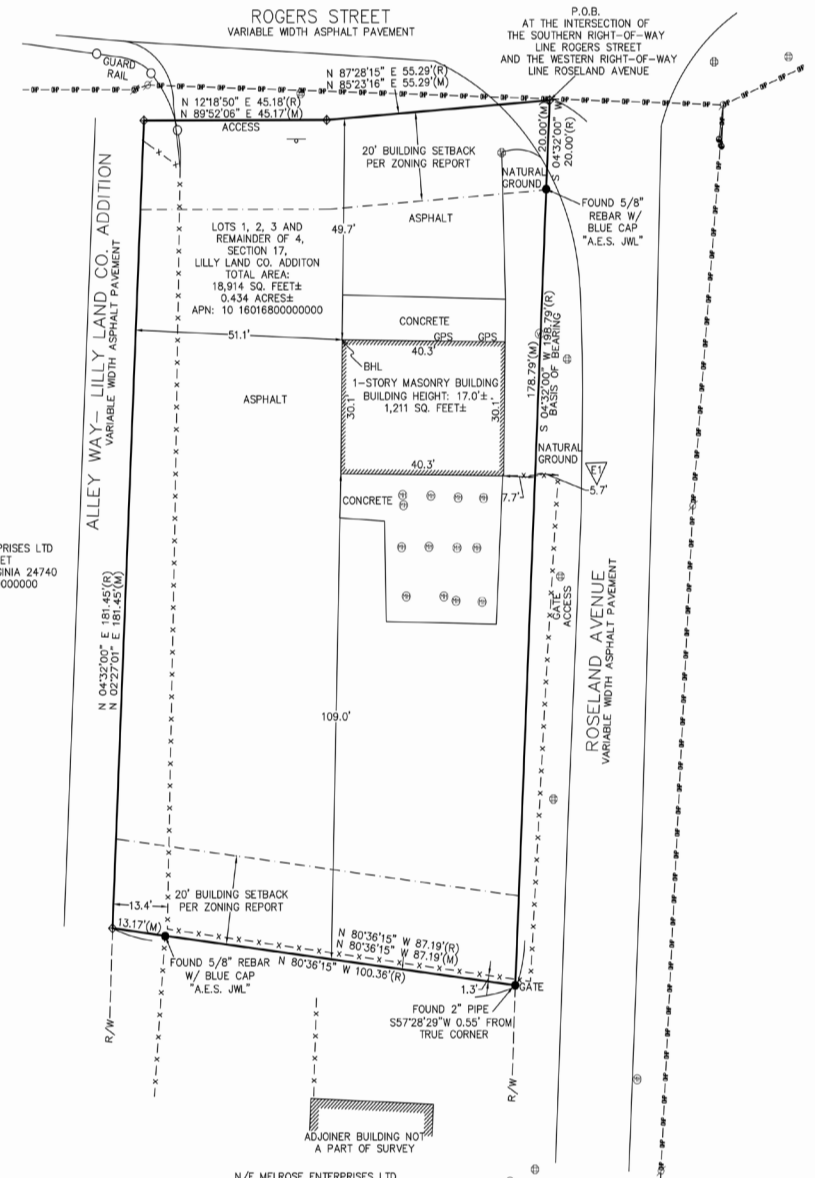 ROGERS STREET
VARIABLE WIDTH ASPHALT PAVEMENT
P.O.B.
AT THE INTERSECTION OF
THE SOUTHERN RIGHT-OF-WAY
LINE ROGERS STREET
AND THE WESTERN RIGHT-OF-WAY
LINE ROSELAND AVENUE
GUARD
RAIL
N 87°28'15" E 55.29'(R)
N 85°23'16" E 55.29'(M)
N 12°18'50" E 45.18'(R)
N 89°52'06" E 45.17'(M)
ACCESS
20.00'(M)
S 04°32'00" W
20.00'(R)
20' BUILDING SETBACK
PER ZONING REPORT
NATURAL
GROUND
FOUND 5/8"
REBAR W/
BLUE CAP
"A.E.S. JWL"
ASPHALT
49.7'
LOTS 1, 2, 3 AND
REMAINDER OF 4,
SECTION 17,
LILLY LAND CO. ADDITON
TOTAL AREA:
18,914 SQ. FEET±
0.434 ACRES±
APN: 10 16016800000000
ALLEY WAY- LILLY LAND CO. ADDITION
VARIABLE WIDTH ASPHALT PAVEMENT
CONCRETE
51.1'
GPS GPS
40.3'
BHL
1-STORY MASONRY BUILDING
BUILDING HEIGHT: 17.0'±
1,211 SQ. FEET±
30.1'
30.1'
40.3'
ASPHALT
178.79'(M)
S 04°32'00" W 198.79'(R)
BASIS OF BEARING
NATURAL
GROUND
E1
5.7'
7.7'
CONCRETE
PRISES LTD
ET
GINIA 24740
000000
N 04°32'00" E 181.45'(R)
N 02°27'01" E 181.45'(M)
GATE
ACCESS
ROSELAND AVENUE
VARIABLE WIDTH ASPHALT PAVEMENT
109.0'
20' BUILDING SETBACK
PER ZONING REPORT
13.4'
13.17'(M)
N 80°36'15" W 87.19'(R)
N 80°36'15" W 87.19'(M)
N 80°36'15" W 100.36'(R)
FOUND 5/8" REBAR
W/ BLUE CAP
"A.E.S. JWL"
1.3'
GATE
FOUND 2" PIPE
S57°28'29"W 0.55' FROM
TRUE CORNER
R/W
R/W
ADJOINER BUILDING NOT
A PART OF SURVEY
N/F MELROSE ENTERPRISES LTD